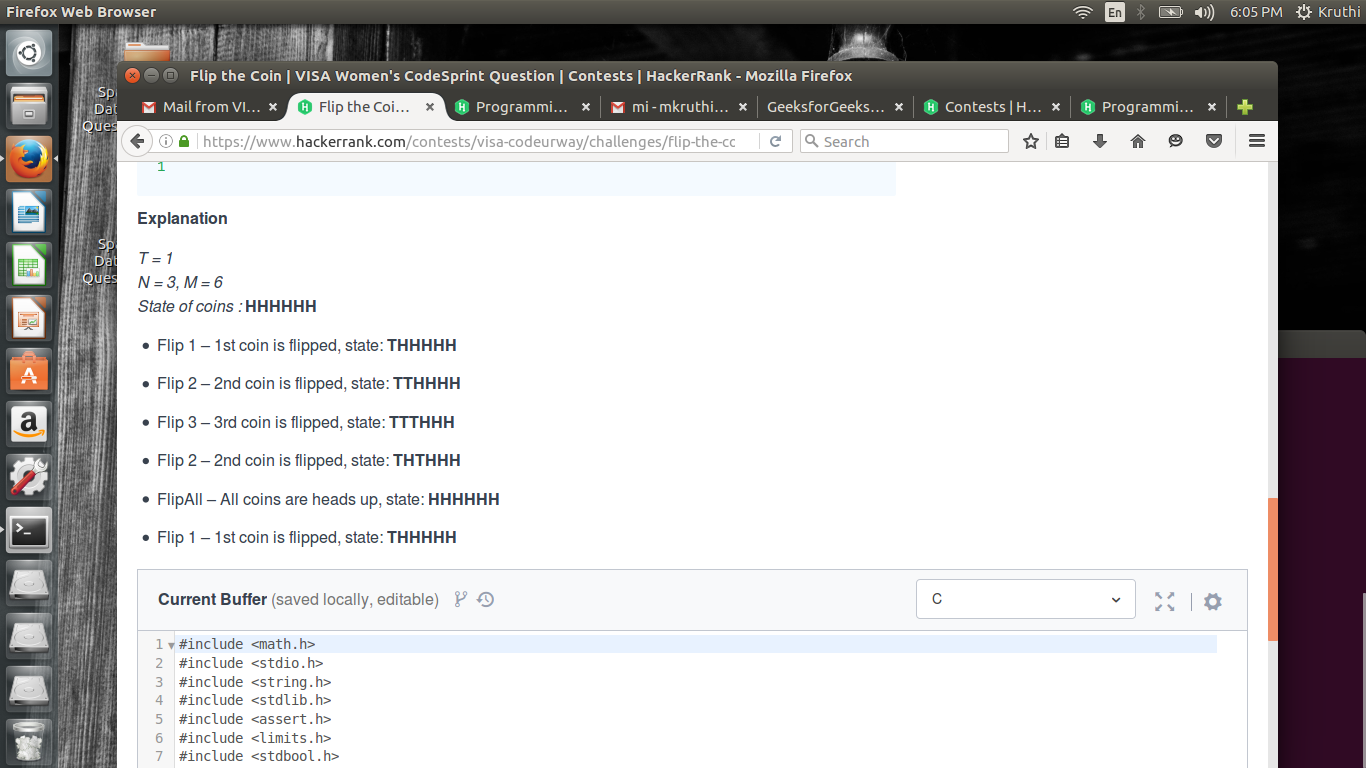 Firefox Web Browser
En
6:05 PM
Kruthi
Flip the Coin | VISA Women's CodeSprint Question | Contests | HackerRank - Mozilla Firefox
Mail from VI...
Flip the Coi...
Programmi...
mi - mkruthi...
GeeksforGeeks...
Contests | H...
Programmi...
https://www.hackerrank.com/contests/visa-codeurway/challenges/flip-the-cc
Search
Sp
Dat
Ques
Sp
Dat
Ques
1
Explanation
T = 1
N = 3, M = 6
State of coins : HHHHHH
Flip 1 – 1st coin is flipped, state: THHHHH
Flip 2 – 2nd coin is flipped, state: TTHHHH
Flip 3 – 3rd coin is flipped, state: TTTHHH
Flip 2 – 2nd coin is flipped, state: THTHHH
FlipAll – All coins are heads up, state: HHHHHH
Flip 1 – 1st coin is flipped, state: THHHHH
Current Buffer (saved locally, editable)
C
1 #include <math.h>
2 #include <stdio.h>
3 #include <string.h>
4 #include <stdlib.h>
5 #include <assert.h>
6 #include <limits.h>
7 #include <stdbool.h>